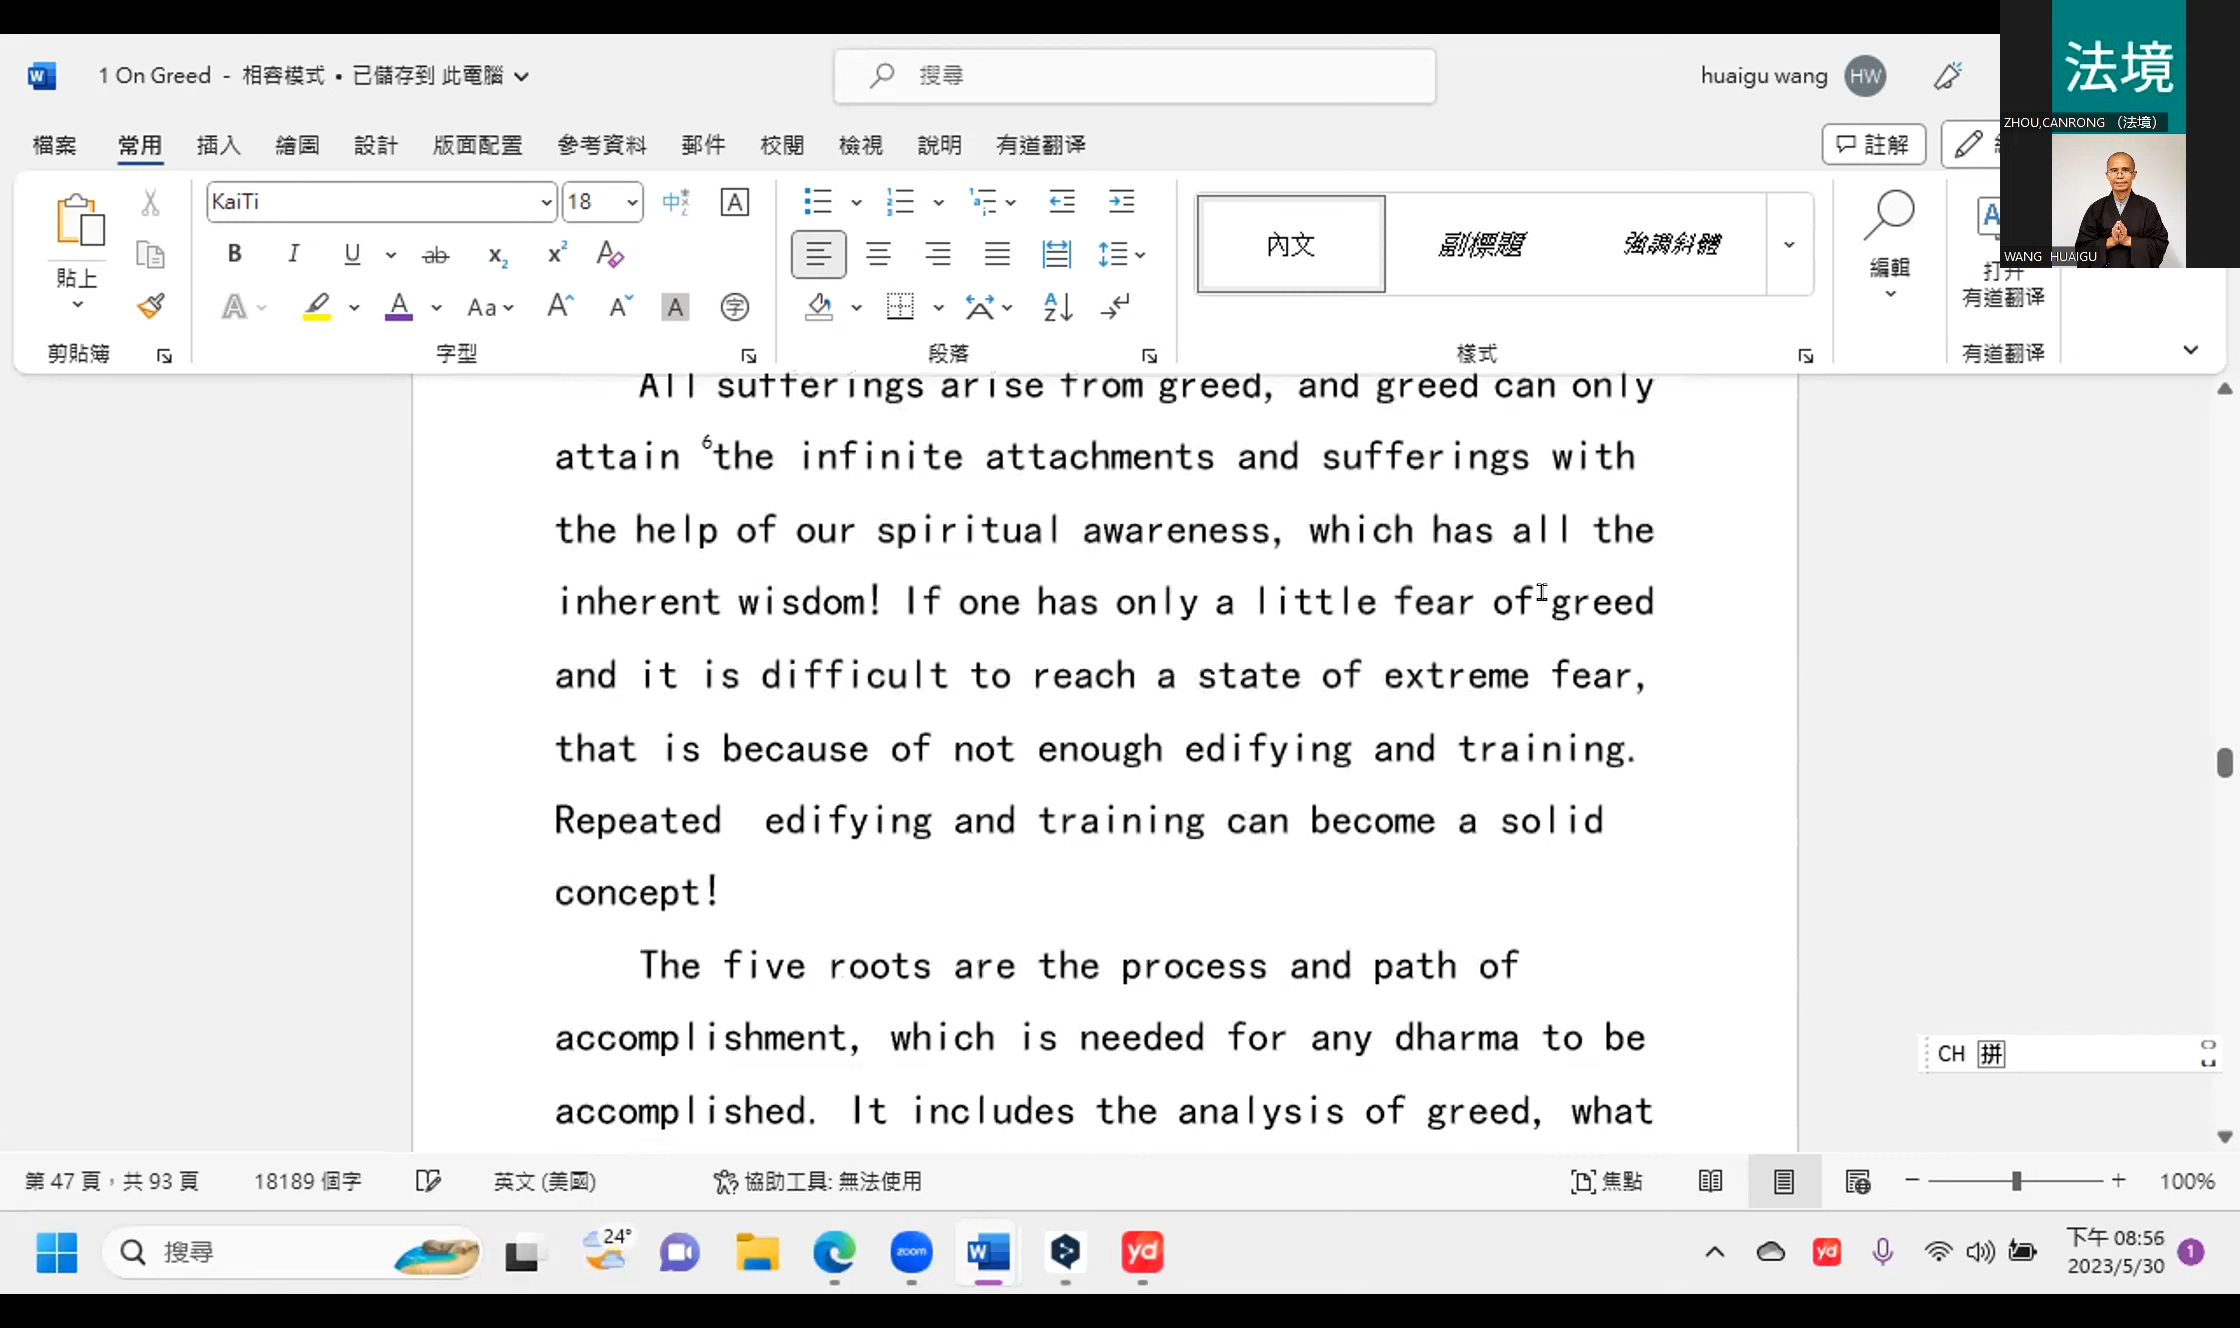 1 On Greed - 相容模式 • 已儲存到 此電腦
搜尋
huaigu wang HW
法境
ZHOU,CANRONG （法境）
WANG HUAIGU
檔案 常用 插入 繪圖 設計 版面配置 參考資料 郵件 校閱 檢視 說明 有道翻译
註解
KaiTi 18
貼上
剪貼簿
字型
段落
內文 副標題 強調斜體
樣式
編輯
打开
有道翻译
有道翻译
All sufferings arise from greed, and greed can only
attain ⁶the infinite attachments and sufferings with
the help of our spiritual awareness, which has all the
inherent wisdom! If one has only a little fear of greed
and it is difficult to reach a state of extreme fear,
that is because of not enough edifying and training.
Repeated edifying and training can become a solid
concept!
The five roots are the process and path of
accomplishment, which is needed for any dharma to be
accomplished. It includes the analysis of greed, what
CH 拼
第 47 頁，共 93 頁 18189 個字 英文 (美國) 協助工具: 無法使用 焦點 100%
搜尋 24° zoom yd yd 下午 08:56
2023/5/30 1